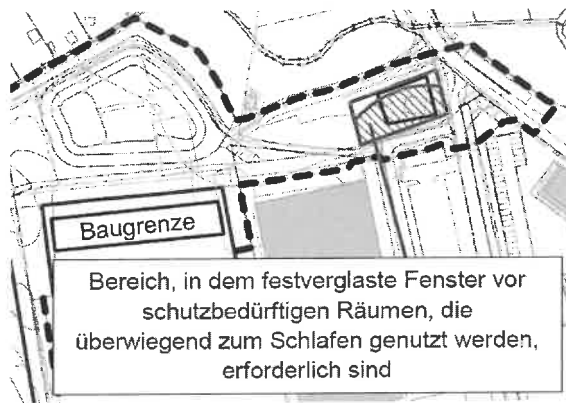 Baugrenze
Bereich, in dem festverglaste Fenster vor
schutzbedürftigen Räumen, die
überwiegend zum Schlafen genutzt werden,
erforderlich sind